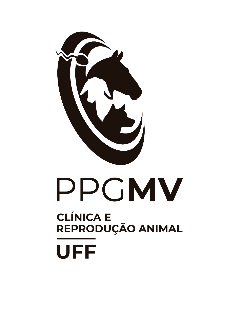 PPGMV
CLÍNICA E
REPRODUÇÃO ANIMAL
UFF